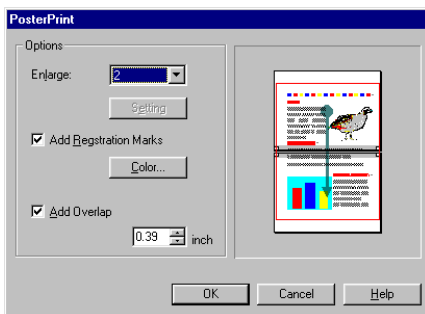 PosterPrint
Options
Enlarge:
2
Setting
Add Regstration Marks
Color...
Add Overlap
0.39 inch
OK Cancel Help